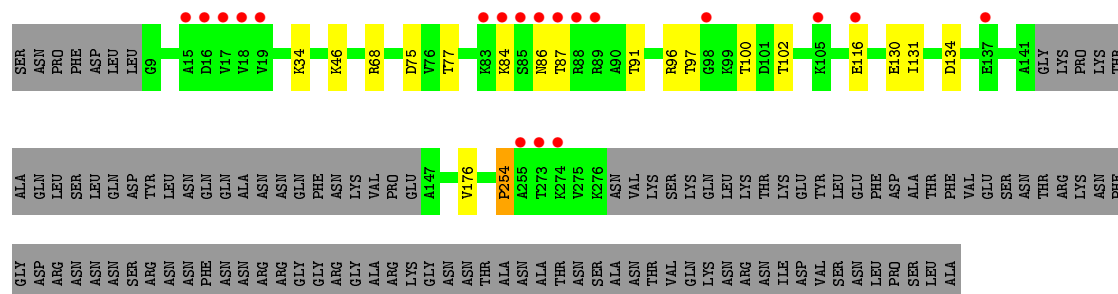 SER ASN PRO PHE ASP LEU LEU G9 A15 D16 V17 V18 V19 K34 K46 R68 D75 V76 T77 K83 K84 S85 N86 T87 R88 R89 A90 T91 R96 T97 G98 K99 T100 D101 T102 K105 E116 E130 I131 D134 E137 A141 GLY LYS PRO LYS THR
ALA GLN LEU SER LEU GLN ASP TYR LEU ASN GLN GLN ALA ASN ASN GLN PHE ASN LYS VAL PRO GLU A147 V176 P254 A255 T273 K274 V275 K276 ASN VAL LYS SER LYS GLN LEU LYS THR LYS GLU TYR LEU GLU PHE ASP ALA THR PHE VAL GLU SER ASN THR ARG LYS ASN PHE
GLY ASP ARG ASN ASN ASN SER ARG ASN ASN PHE ASN ASN ARG ARG GLY GLY ARG GLY ALA ARG LYS GLY ASN ASN THR ALA ASN ALA THR ASN SER ALA ASN THR VAL GLN LYS ASN ARG ASN ILE ASP VAL SER ASN LEU PRO SER LEU ALA